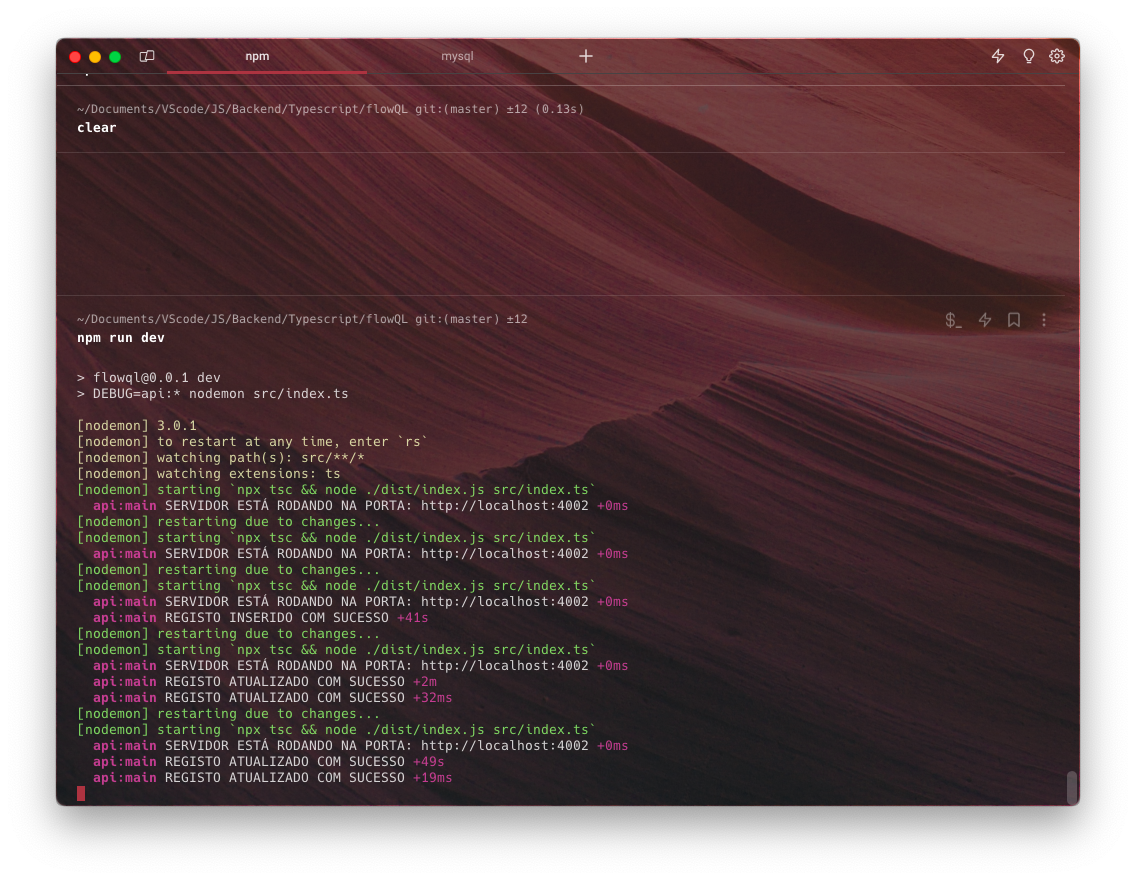 npm
mysql
~/Documents/VScode/JS/Backend/Typescript/flowQL git:(master) ±12 (0.13s)
clear
~/Documents/VScode/JS/Backend/Typescript/flowQL git:(master) ±12
$_
npm run dev
> flowql@0.0.1 dev
> DEBUG=api:* nodemon src/index.ts
[nodemon] 3.0.1
[nodemon] to restart at any time, enter `rs`
[nodemon] watching path(s): src/**/*
[nodemon] watching extensions: ts
[nodemon] starting `npx tsc && node ./dist/index.js src/index.ts`
api:main SERVIDOR ESTÁ RODANDO NA PORTA: http://localhost:4002 +0ms
[nodemon] restarting due to changes...
[nodemon] starting `npx tsc && node ./dist/index.js src/index.ts`
api:main SERVIDOR ESTÁ RODANDO NA PORTA: http://localhost:4002 +0ms
[nodemon] restarting due to changes...
[nodemon] starting `npx tsc && node ./dist/index.js src/index.ts`
api:main SERVIDOR ESTÁ RODANDO NA PORTA: http://localhost:4002 +0ms
api:main REGISTO INSERIDO COM SUCESSO +41s
[nodemon] restarting due to changes...
[nodemon] starting `npx tsc && node ./dist/index.js src/index.ts`
api:main SERVIDOR ESTÁ RODANDO NA PORTA: http://localhost:4002 +0ms
api:main REGISTO ATUALIZADO COM SUCESSO +2m
api:main REGISTO ATUALIZADO COM SUCESSO +32ms
[nodemon] restarting due to changes...
[nodemon] starting `npx tsc && node ./dist/index.js src/index.ts`
api:main SERVIDOR ESTÁ RODANDO NA PORTA: http://localhost:4002 +0ms
api:main REGISTO ATUALIZADO COM SUCESSO +49s
api:main REGISTO ATUALIZADO COM SUCESSO +19ms